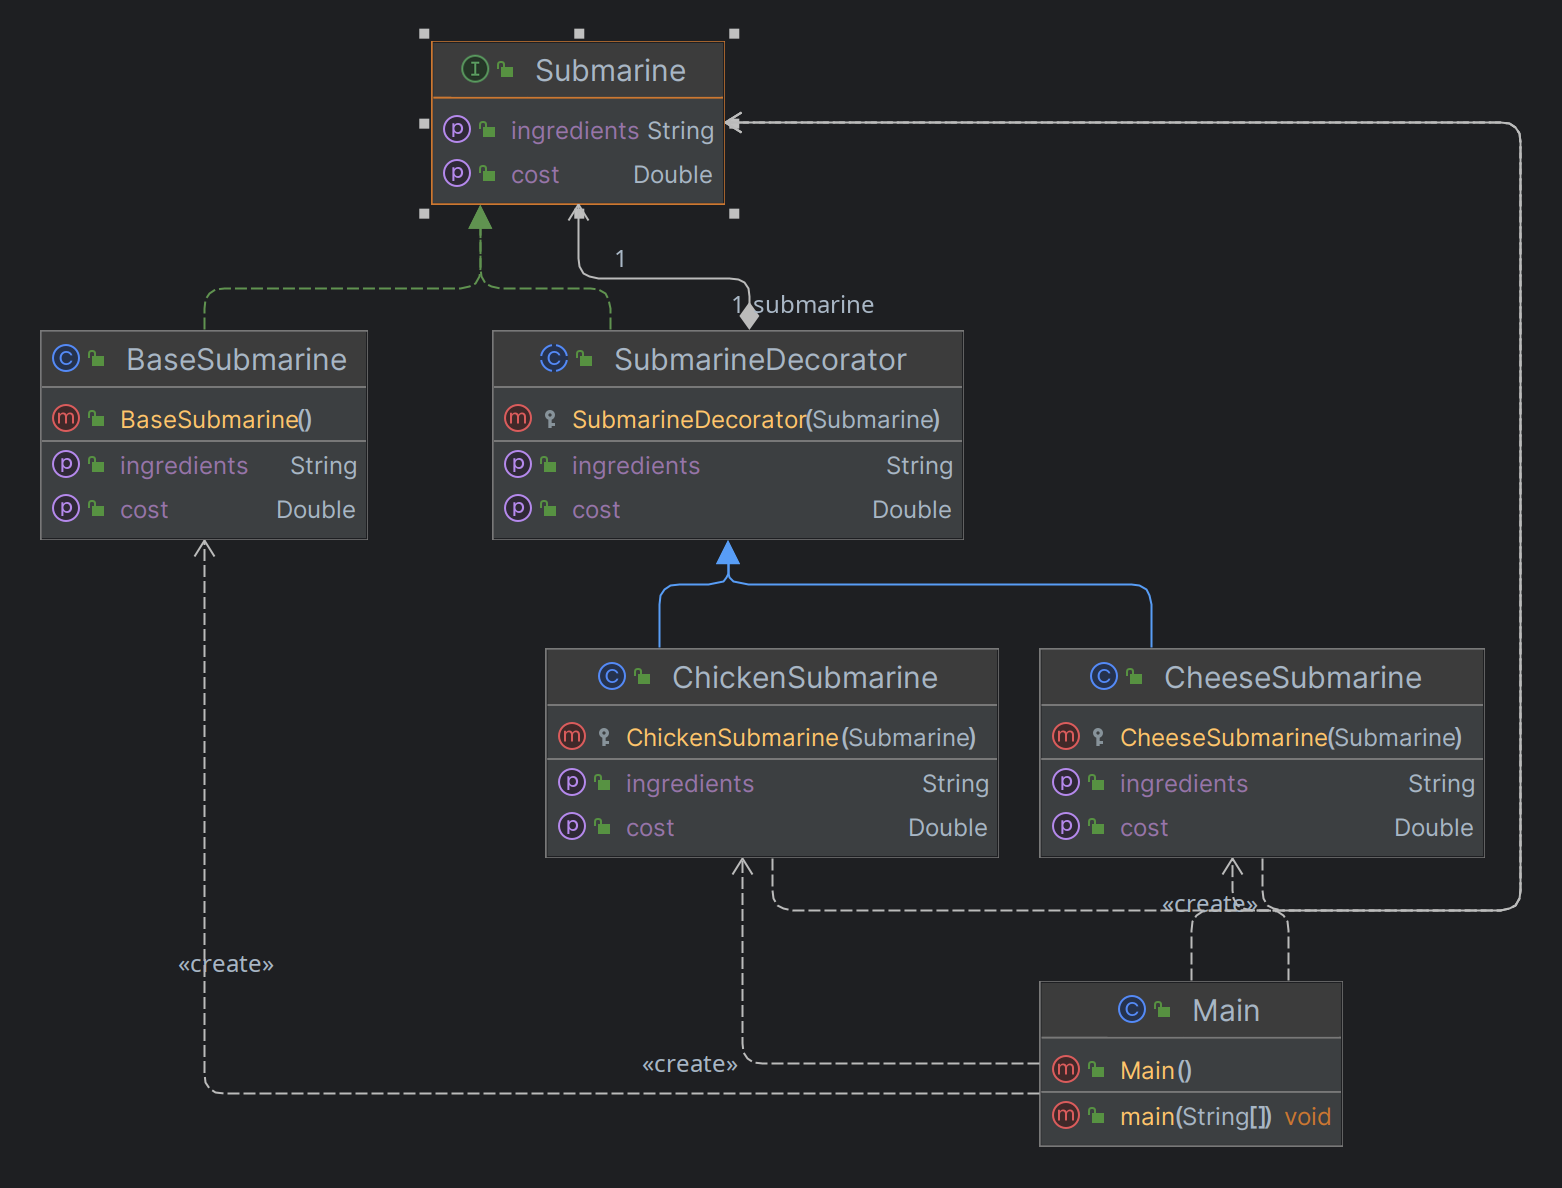 I Submarine
p ingredients String
p cost Double
1
1 submarine
C BaseSubmarine
m BaseSubmarine()
p ingredients String
p cost Double
C SubmarineDecorator
m SubmarineDecorator(Submarine)
p ingredients String
p cost Double
C ChickenSubmarine
m ChickenSubmarine(Submarine)
p ingredients String
p cost Double
C CheeseSubmarine
m CheeseSubmarine(Submarine)
p ingredients String
p cost Double
«create»
«create»
«create»
C Main
m Main()
m main(String[]) void